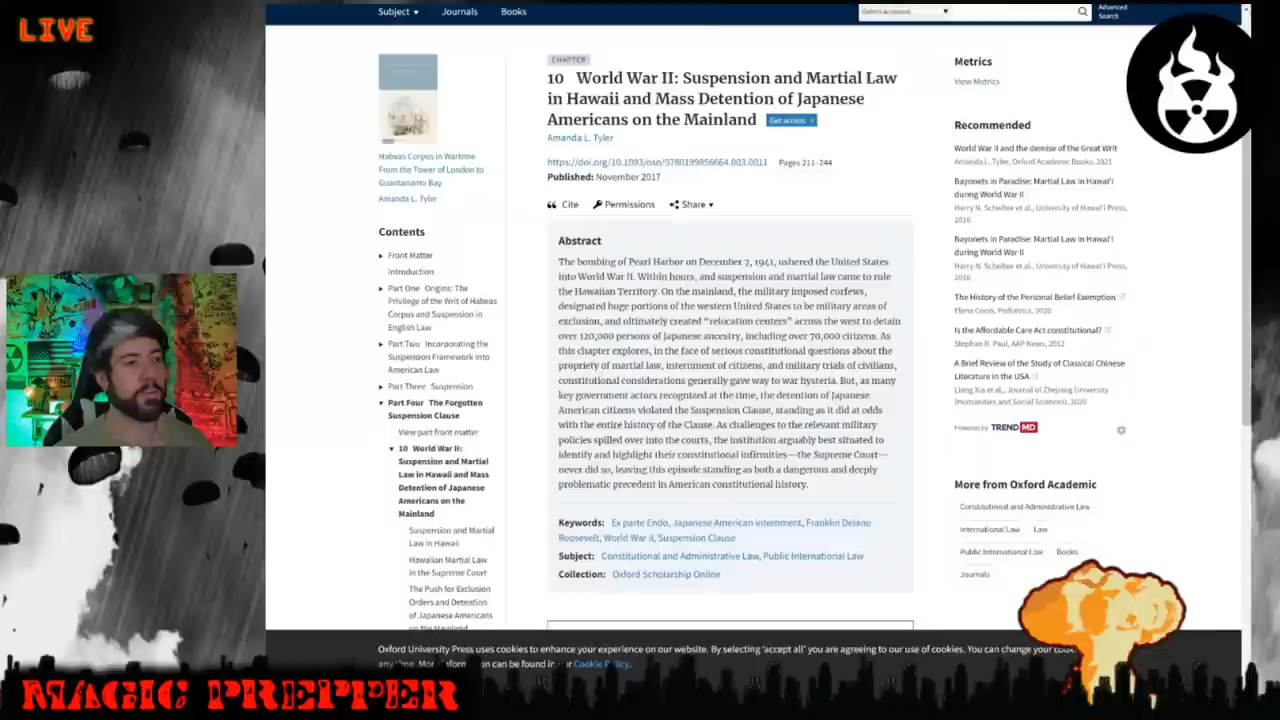 LIVE
Subject
Journals
Books
Advanced
Search
CHAPTER
10 World War II: Suspension and Martial Law
in Hawaii and Mass Detention of Japanese
Americans on the Mainland
Get access
Amanda L. Tyler
https://doi.org/10.1093/oso/9780199856664.003.0011
Pages 211–244
Published: November 2017
Cite
Permissions
Share
Habeas Corpus in Wartime
From the Tower of London to
Guantanamo Bay
Amanda L. Tyler
Contents
Front Matter
Introduction
Part One Origins: The
Privilege of the Writ of Habeas
Corpus and Suspension in
English Law
Part Two Incorporating the
Suspension Framework into
American Law
Part Three Suspension
Part Four The Forgotten
Suspension Clause
View part front matter
10 World War II:
Suspension and Martial
Law in Hawaii and Mass
Detention of Japanese
Americans on the
Mainland
Suspension and Martial
Law in Hawaii
Hawaiian Martial Law
in the Supreme Court
The Push for Exclusion
Orders and Detention
of Japanese Americans
on the Mainland
Abstract
The bombing of Pearl Harbor on December 7, 1941, ushered the United States
into World War II. Within hours, and suspension and martial law came to rule
the Hawaiian Territory. On the mainland, the military imposed curfews,
designated huge portions of the western United States to be military areas of
exclusion, and ultimately created “relocation centers” across the west to detain
over 120,000 persons of Japanese ancestry, including over 70,000 citizens. As
this chapter explores, in the face of serious constitutional questions about the
propriety of martial law, internment of citizens, and military trials of civilians,
constitutional considerations generally gave way to war hysteria. But, as many
key government actors recognized at the time, the detention of Japanese
American citizens violated the Suspension Clause, standing as it did at odds
with the entire history of the Clause. As challenges to the relevant military
policies spilled over into the courts, the institution arguably best situated to
identify and highlight their constitutional infirmities—the Supreme Court—
never did so, leaving this episode standing as both a dangerous and deeply
problematic precedent in American constitutional history.
Keywords: Ex parte Endo, Japanese American internment, Franklin Delano
Roosevelt, World War II, Suspension Clause
Subject: Constitutional and Administrative Law, Public International Law
Collection: Oxford Scholarship Online
Metrics
View Metrics
Recommended
World War II and the demise of the Great Writ
Amanda L. Tyler, Oxford Academic Books, 2021
Bayonets in Paradise: Martial Law in Hawai'i
during World War II
Harry N. Scheiber et al., University of Hawai'i Press,
2016
Bayonets in Paradise: Martial Law in Hawai'i
during World War II
Harry N. Scheiber et al., University of Hawai'i Press,
2016
The History of the Personal Belief Exemption
Elena Conis, Pediatrics, 2020
Is the Affordable Care Act constitutional?
Stephan R. Paul, AAP News, 2012
A Brief Review of the Study of Classical Chinese
Literature in the USA
Liang Xia et al., Journal of Zhejiang University
(Humanities and Social Sciences), 2020
Powered by TREND MD
More from Oxford Academic
Constitutional and Administrative Law
International Law
Law
Public International Law
Books
Journals
Oxford University Press uses cookies to enhance your experience on our website. By selecting ‘accept all’ you are agreeing to our use of cookies. You can change your
any time. More information can be found in our Cookie Policy.
MAGIC PREPPER